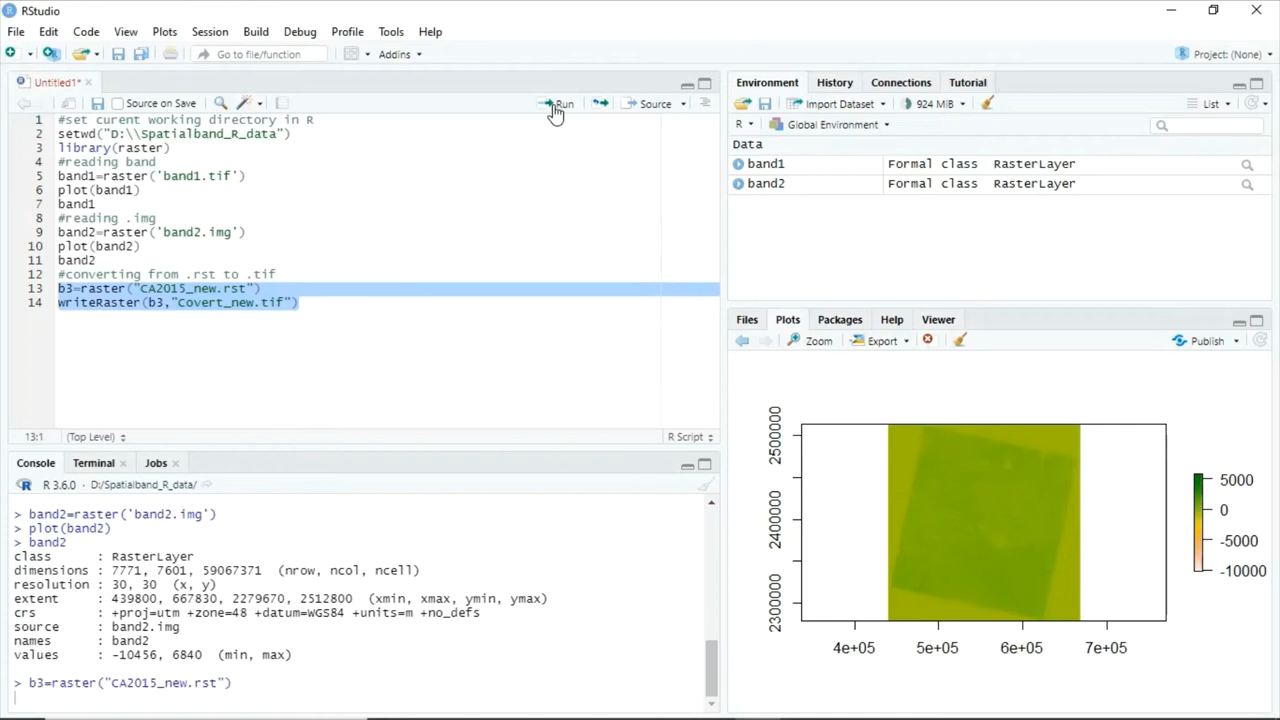 RStudio
File Edit Code View Plots Session Build Debug Profile Tools Help
Go to file/function Addins Project: (None)
Untitled1*
Source on Save Run Source
1 #set curent working directory in R
2 setwd("D:\\Spatialband_R_data")
3 library(raster)
4 #reading band
5 band1=raster('band1.tif')
6 plot(band1)
7 band1
8 #reading .img
9 band2=raster('band2.img')
10 plot(band2)
11 band2
12 #converting from .rst to .tif
13 b3=raster("CA2015_new.rst")
14 writeRaster(b3,"Covert_new.tif")
13:1 (Top Level) R Script
Console Terminal Jobs
R 3.6.0 · D:/Spatialband_R_data/
> band2=raster('band2.img')
> plot(band2)
> band2
class : RasterLayer
dimensions : 7771, 7601, 59067371 (nrow, ncol, ncell)
resolution : 30, 30 (x, y)
extent : 439800, 667830, 2279670, 2512800 (xmin, xmax, ymin, ymax)
crs : +proj=utm +zone=48 +datum=WGS84 +units=m +no_defs
source : band2.img
names : band2
values : -10456, 6840 (min, max)
> b3=raster("CA2015_new.rst")
Environment History Connections Tutorial
Import Dataset 924 MiB List
R Global Environment
Data
band1 Formal class RasterLayer
band2 Formal class RasterLayer
Files Plots Packages Help Viewer
Zoom Export Publish
2500000
2400000
2300000
4e+05 5e+05 6e+05 7e+05
5000
0
-5000
-10000